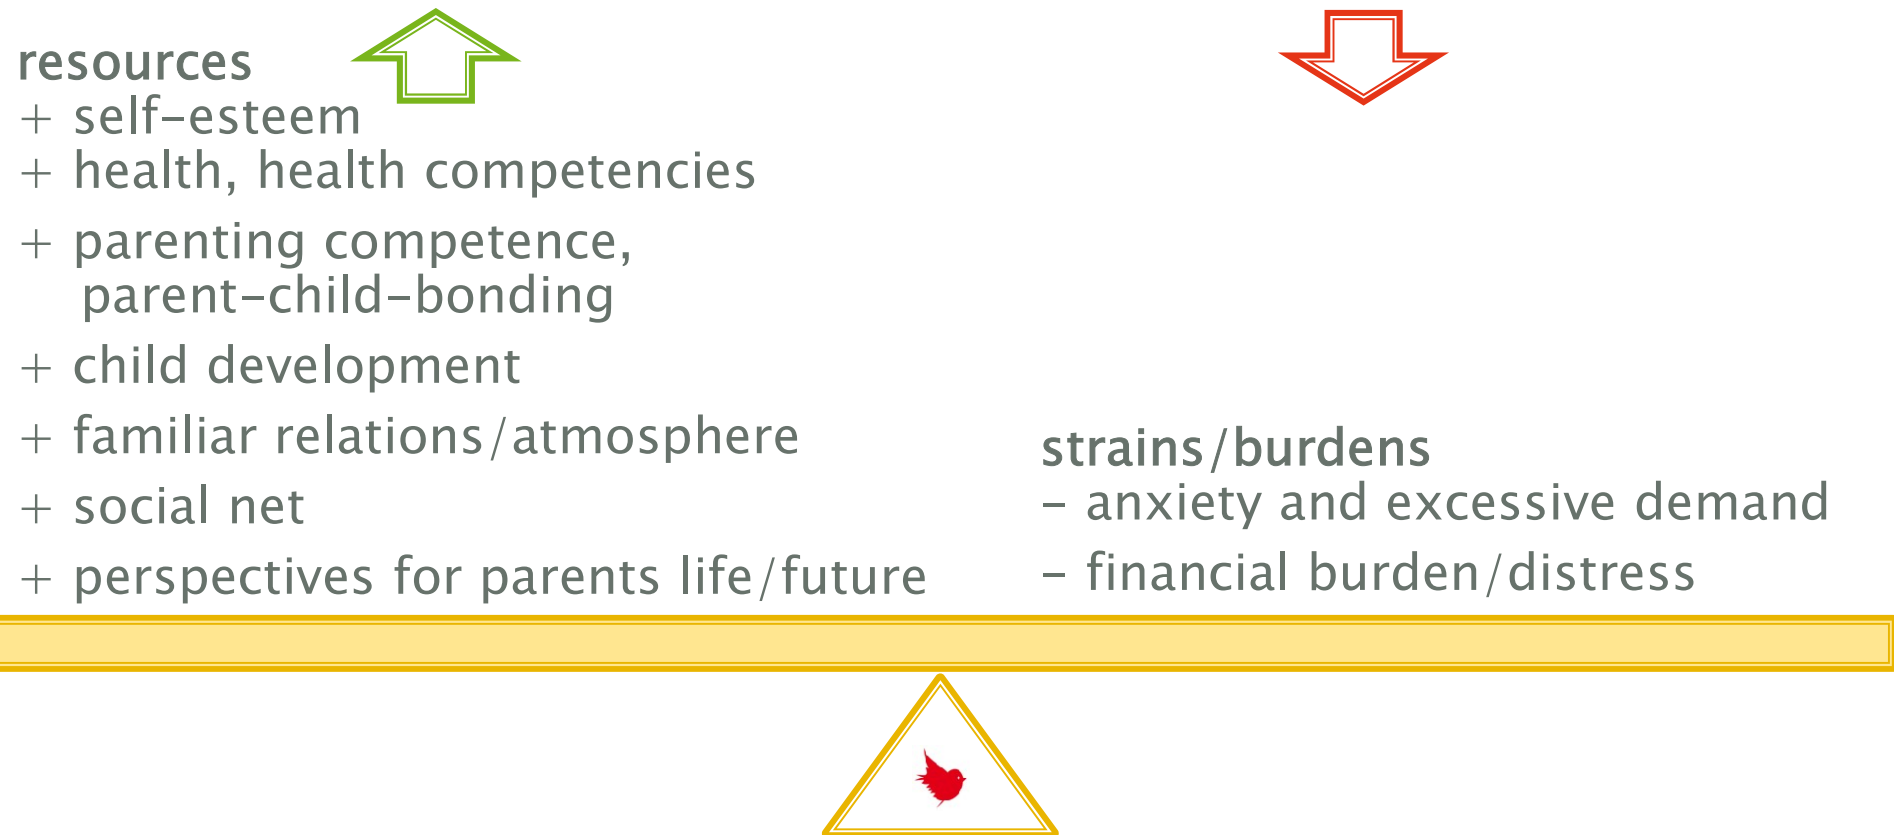 resources
+ self-esteem
+ health, health competencies
+ parenting competence,
parent-child-bonding
+ child development
+ familiar relations/atmosphere
+ social net
+ perspectives for parents life/future
strains/burdens
- anxiety and excessive demand
- financial burden/distress